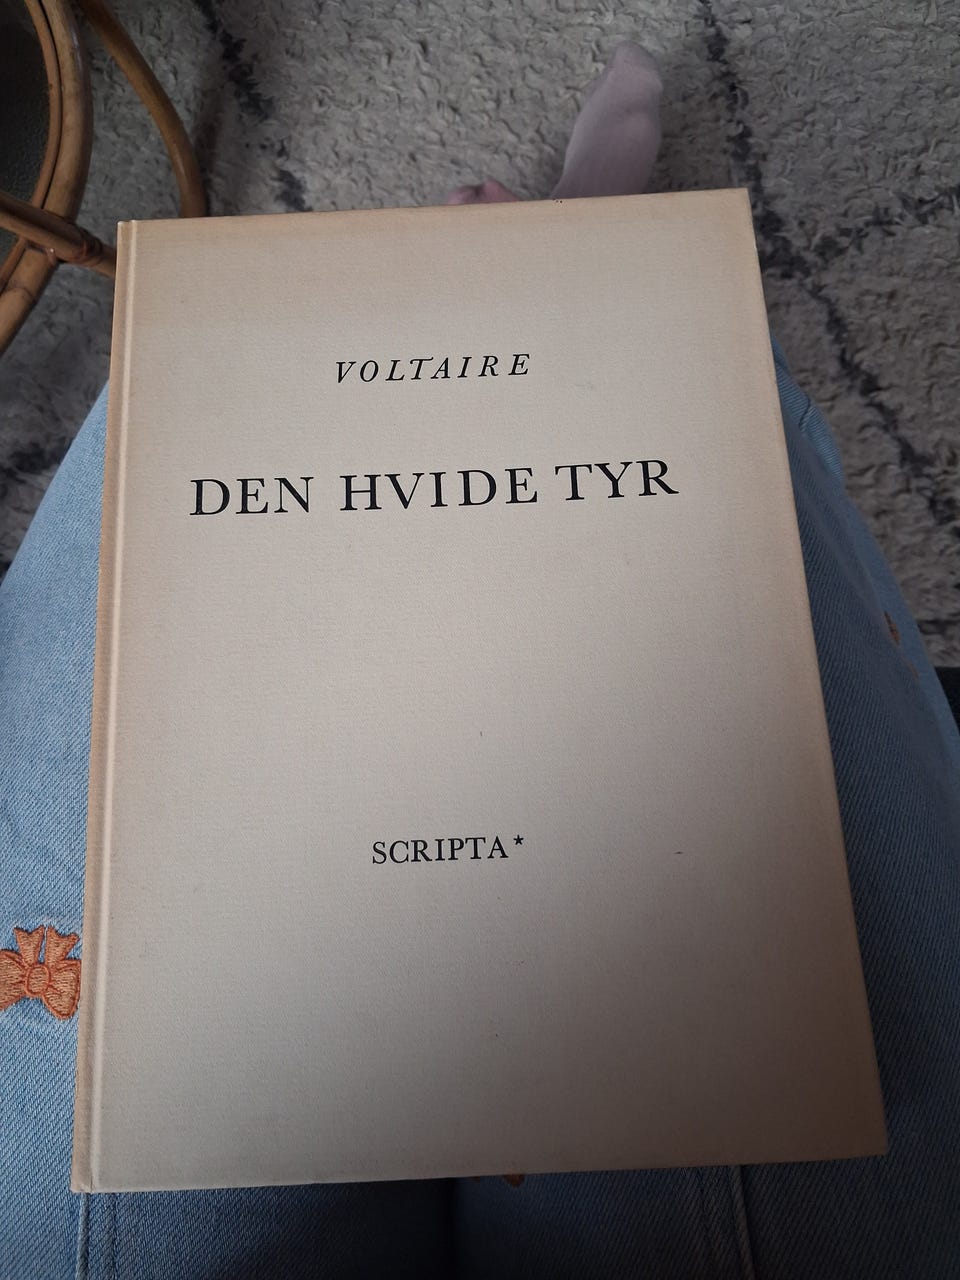 VOLTAIRE
DEN HVIDE TYR
SCRIPTA*